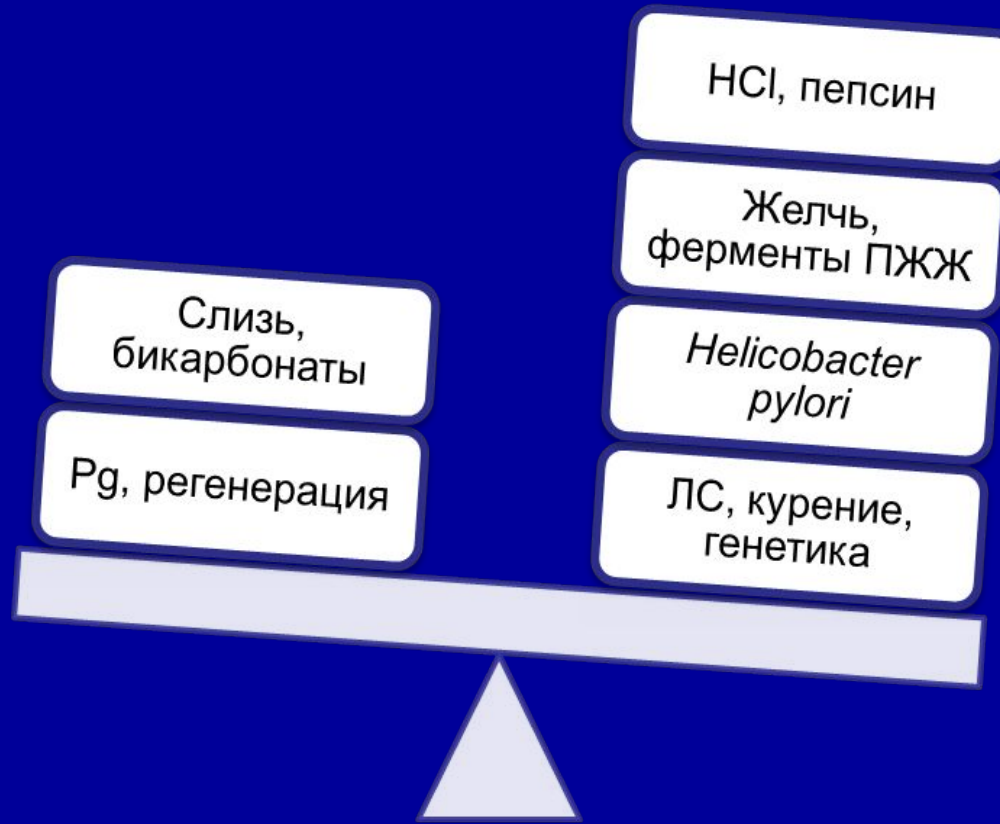 Слизь,
бикарбонаты
Pg, регенерация
HCl, пепсин
Желчь,
ферменты ПЖЖ
Helicobacter
pylori
ЛС, курение,
генетика